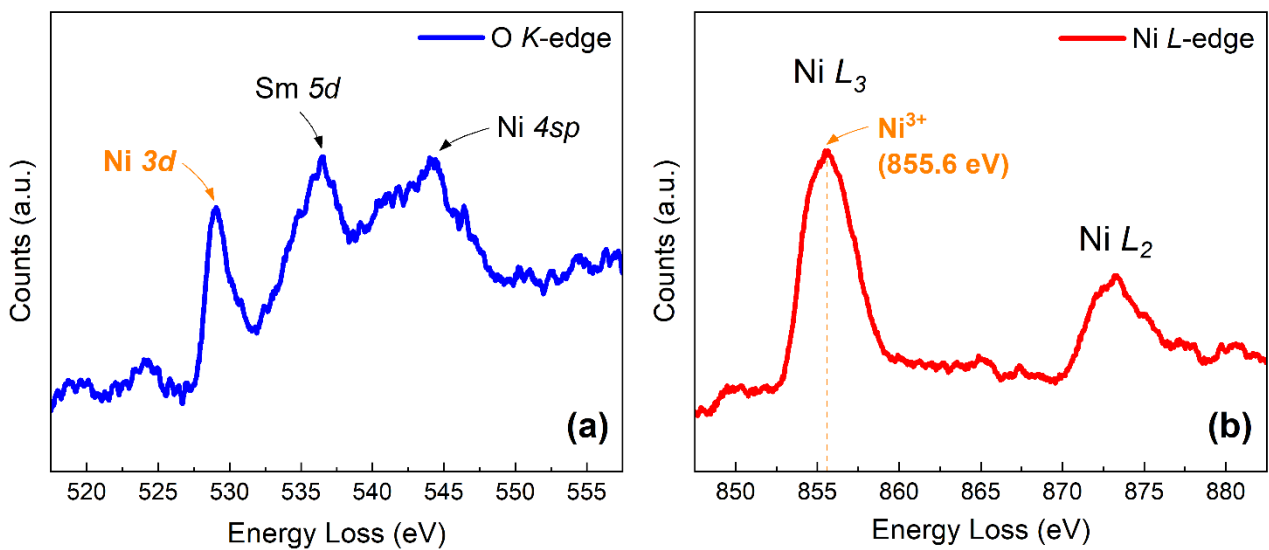 O K-edge
Sm 5d
Ni 4sp
Ni 3d
Counts (a.u.)
(a)
520 525 530 535 540 545 550 555
Energy Loss (eV)
Ni L-edge
Ni L3
Ni3+
(855.6 eV)
Ni L2
Counts (a.u.)
(b)
850 855 860 865 870 875 880
Energy Loss (eV)